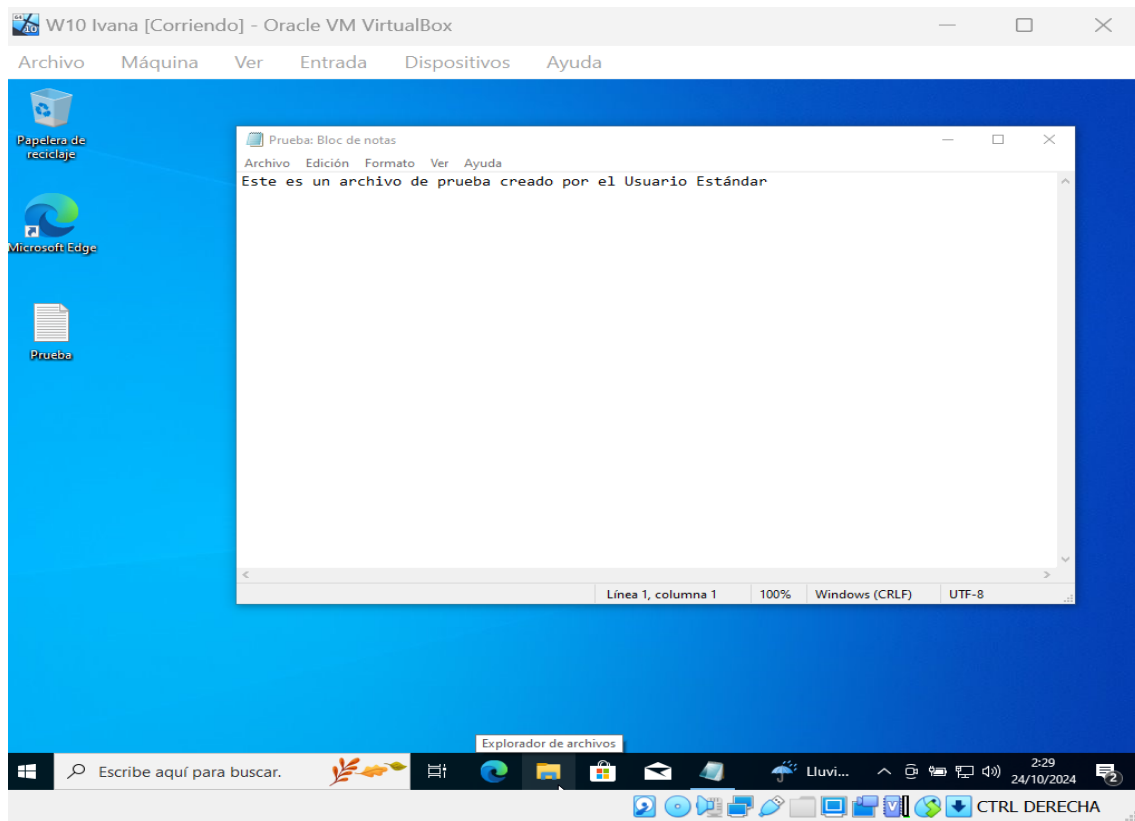 W10 Ivana [Corriendo] - Oracle VM VirtualBox
Archivo Máquina Ver Entrada Dispositivos Ayuda
Papelera de
reciclaje
Microsoft Edge
Prueba
Prueba: Bloc de notas
Archivo Edición Formato Ver Ayuda
Este es un archivo de prueba creado por el Usuario Estándar
Línea 1, columna 1 100% Windows (CRLF) UTF-8
Explorador de archivos
Escribe aquí para buscar.
Lluvi...
2:29
24/10/2024
2
CTRL DERECHA